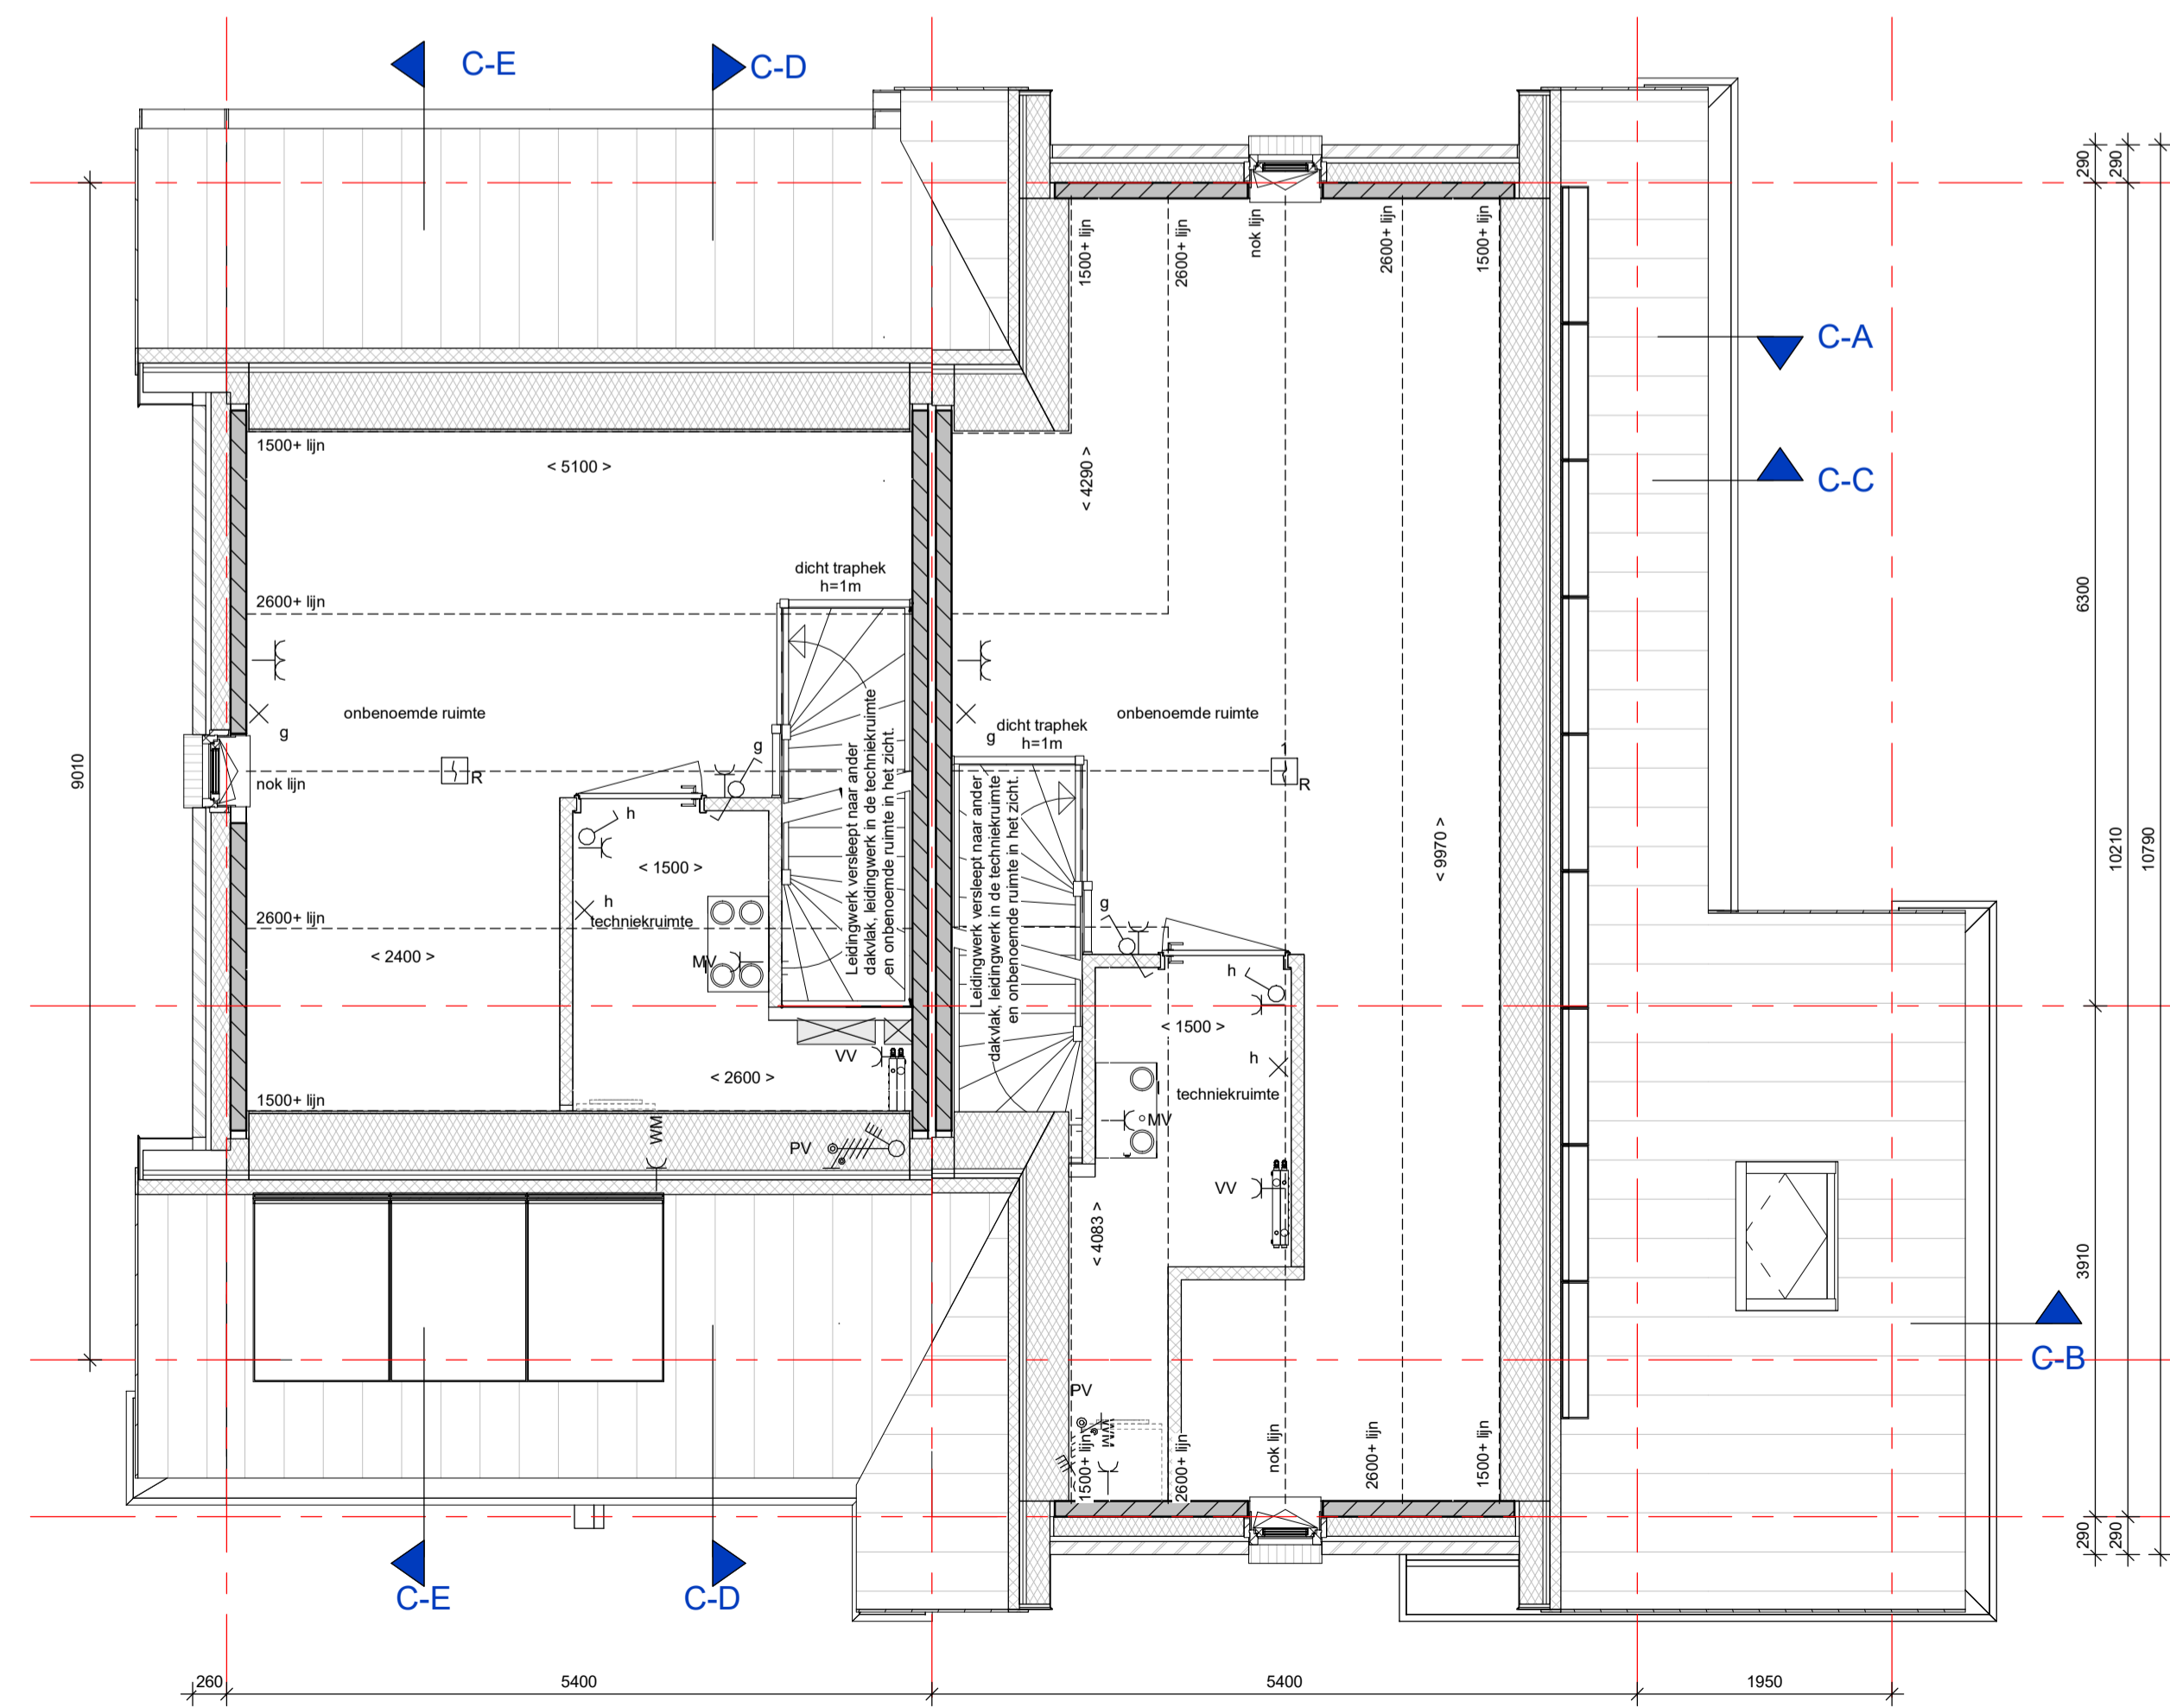 C-E
C-D
290
290
1500+ lijn
2600+ lijn
nok lijn
2600+ lijn
1500+ lijn
C-A
1500+ lijn
< 5100 >
< 4290 >
C-C
dicht traphek
h=1m
2600+ lijn
6300
onbenoemde ruimte
g
onbenoemde ruimte
g
dicht traphek
h=1m
9010
nok lijn
R
g
R
Leidingwerk versleept naar ander
dakvlak, leidingwerk in de techniekruimte
en onbenoemde ruimte in het zicht.
Leidingwerk versleept naar ander
dakvlak, leidingwerk in de techniekruimte
en onbenoemde ruimte in het zicht.
h
< 1500 >
< 9970 >
10210
10790
h
techniekruimte
g
2600+ lijn
< 2400 >
MV
h
< 1500 >
VV
h
< 2600 >
techniekruimte
1500+ lijn
WM
MV
PV
VV
< 4083 >
3910
C-B
PV
WM
1500+ lijn
2600+ lijn
nok lijn
2600+ lijn
1500+ lijn
290
290
C-E
C-D
260
5400
5400
1950